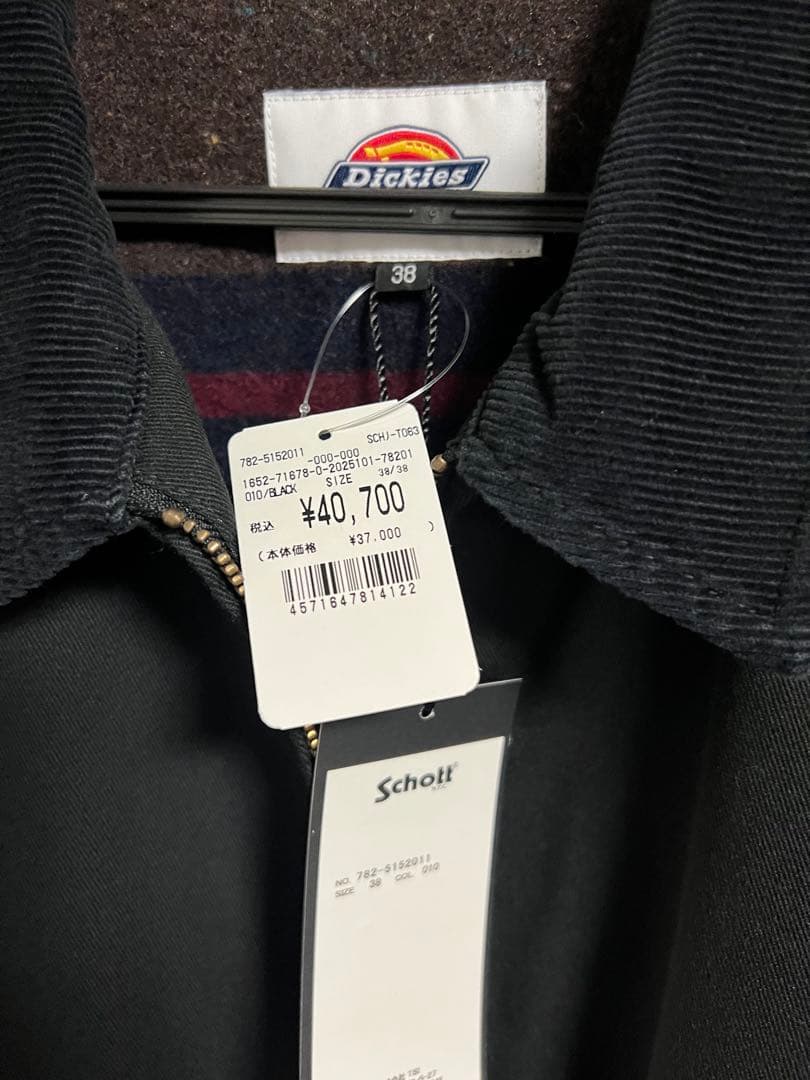 Dickies
38
SCHJ-T063
782-5152011 -000-000
1652-71678-0-2025101-78201
010/BLACK SIZE 38/38
税込 ¥40,700
(本体価格 ¥37,000 )
4571647814122
Schott
N.Y.C
NO. 782-5152011
SIZE 38 COL. 010